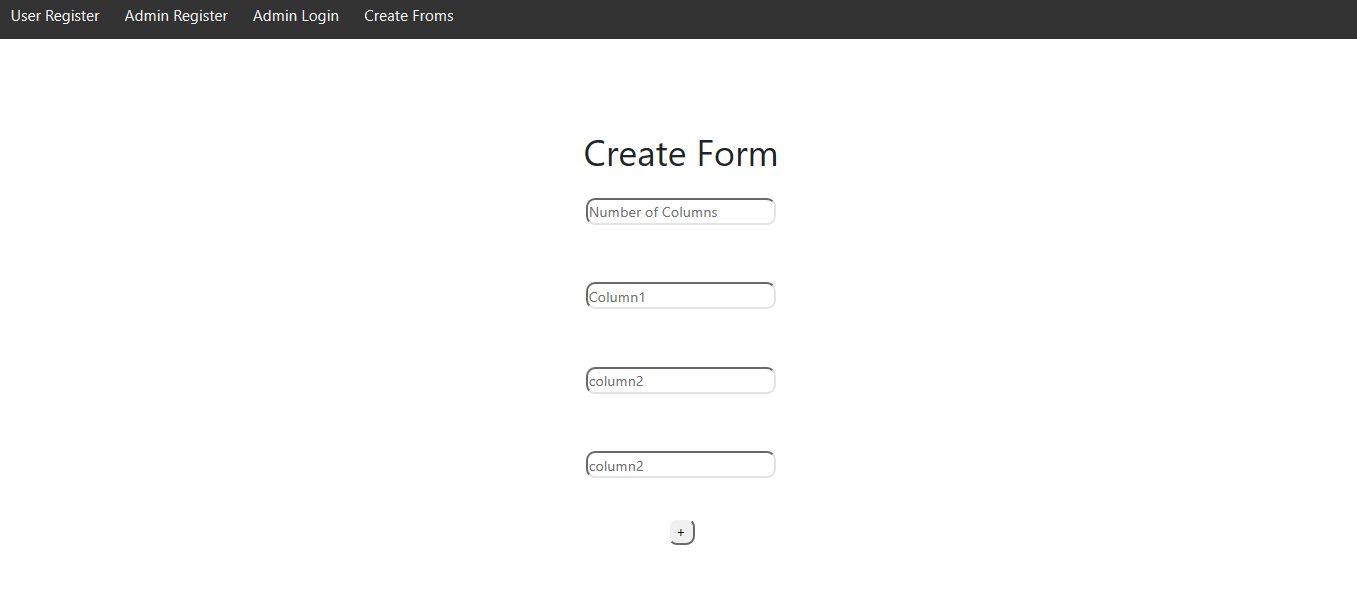 User Register Admin Register Admin Login Create Froms
Create Form
Number of Columns
Column1
column2
column2
+